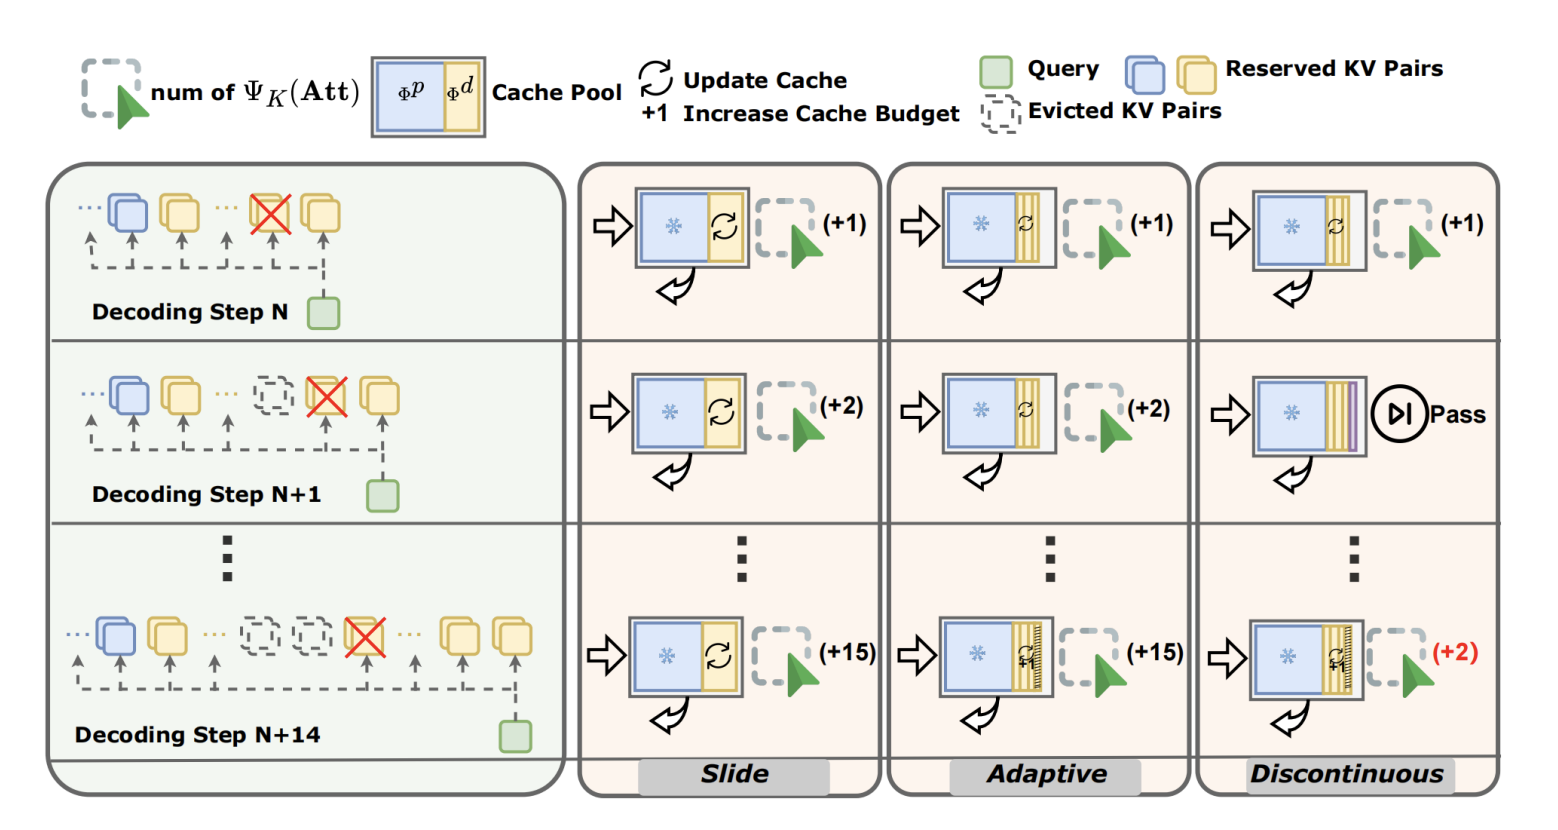 num of Ψ_K(Att)
Φ^p Φ^d
Cache Pool
Update Cache
+1 Increase Cache Budget
Query
Reserved KV Pairs
Evicted KV Pairs
Decoding Step N
(+1)
(+1)
(+1)
Decoding Step N+1
(+2)
(+2)
Pass
Decoding Step N+14
(+15)
+1
(+15)
+1
(+2)
Slide
Adaptive
Discontinuous